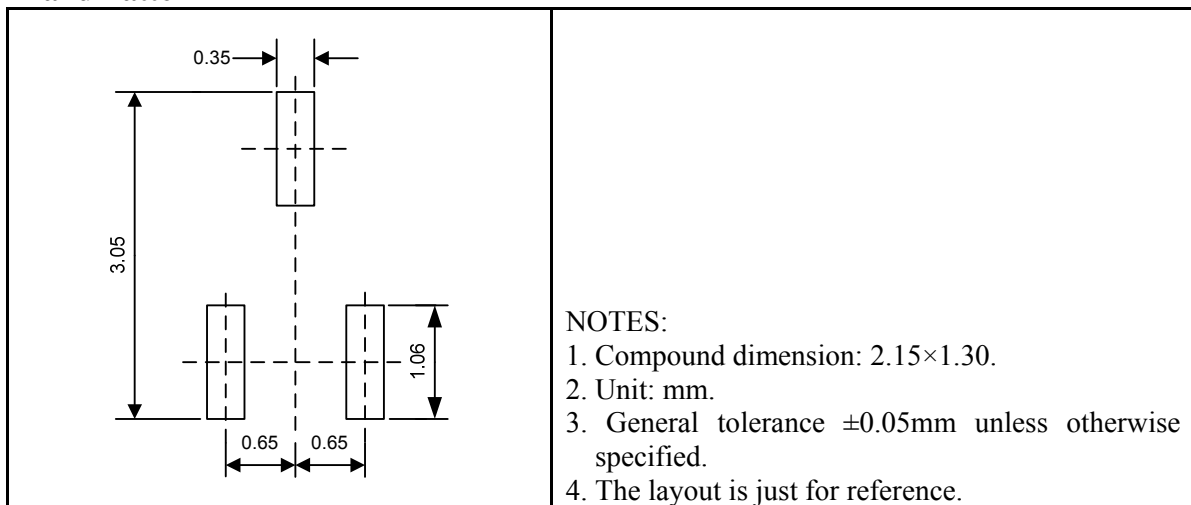 0.35
3.05
1.06
0.65 0.65
NOTES:
1. Compound dimension: 2.15×1.30.
2. Unit: mm.
3. General tolerance ±0.05mm unless otherwise
specified.
4. The layout is just for reference.